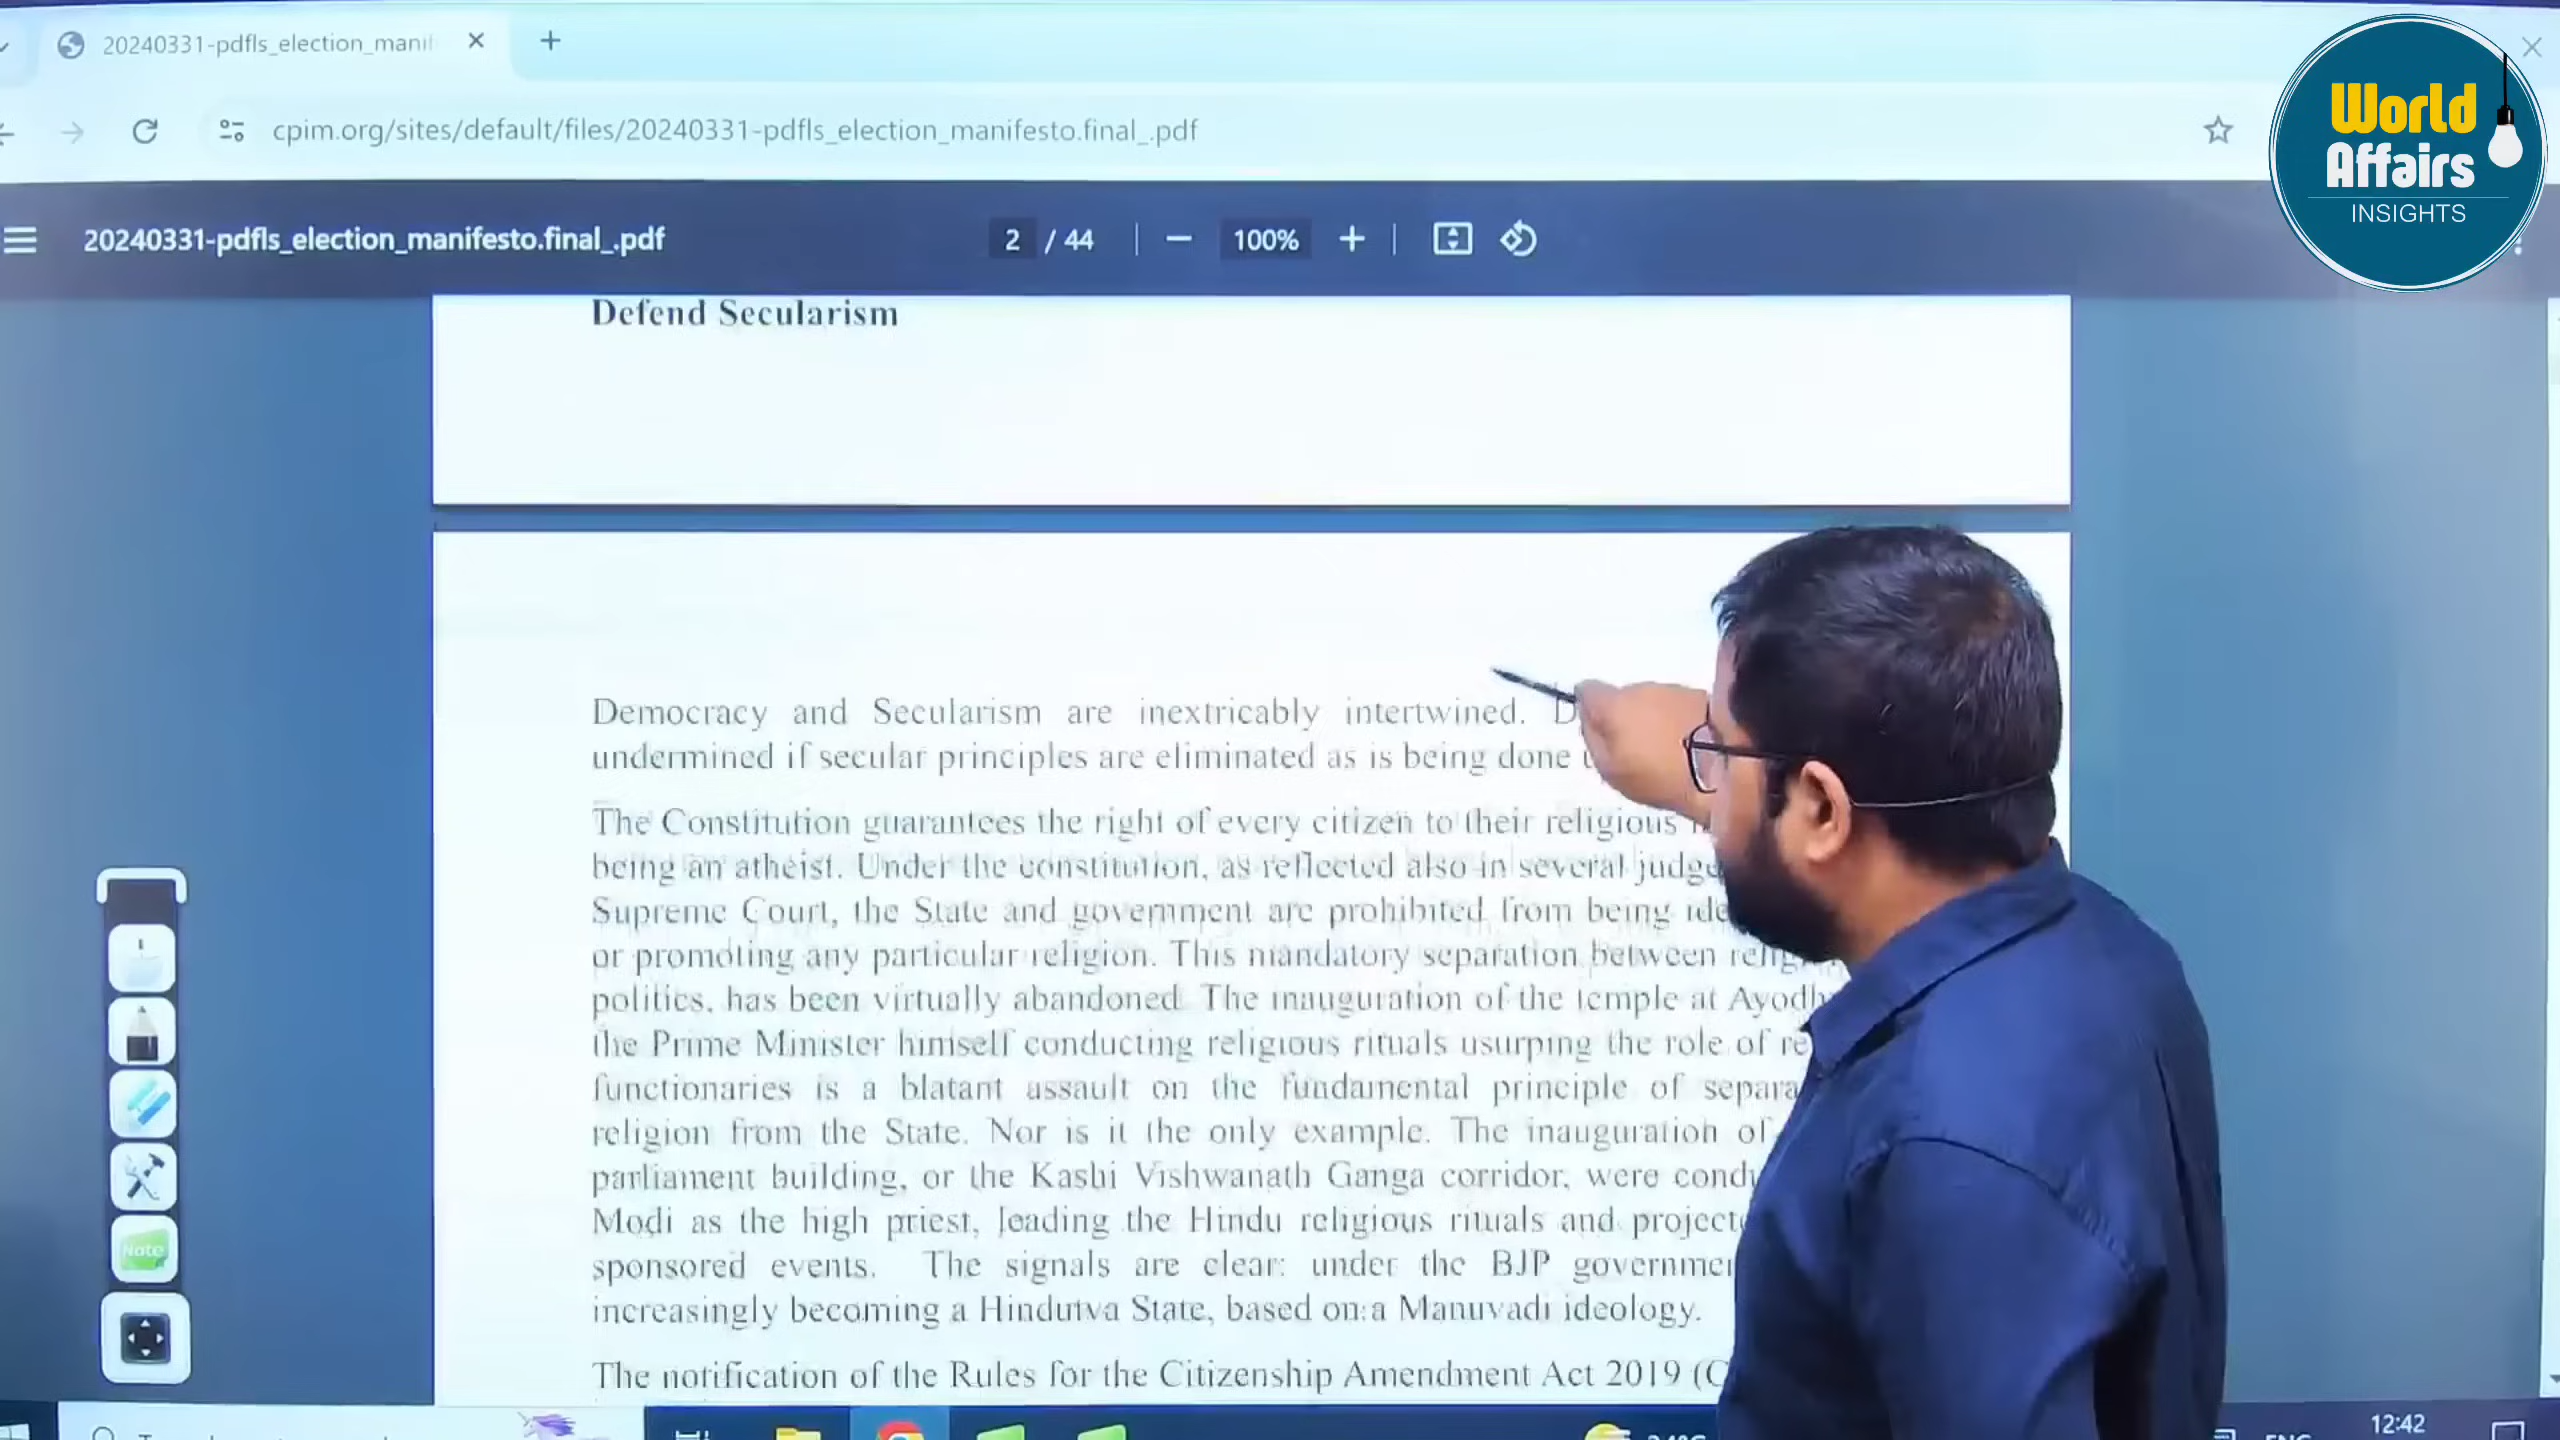 20240331-pdfls_election_manif
cpim.org/sites/default/files/20240331-pdfls_election_manifesto.final_.pdf
World
Affairs
INSIGHTS
20240331-pdfls_election_manifesto.final_.pdf
2 / 44
100%
Defend Secularism
Democracy and Secularism are inextricably intertwined.
undermined if secular principles are eliminated as is being done
The Constitution guarantees the right of every citizen to their religious
being an atheist. Under the constitution, as reflected also in several
Supreme Court, the State and government are prohibited from being
or promoting any particular religion. This mandatory separation between
politics, has been virtually abandoned. The inauguration of the temple at
the Prime Minister himself conducting religious rituals usurping the role of
functionaries is a blatant assault on the fundamental principle of
religion from the State. Nor is it the only example. The inauguration of
parliament building, or the Kashi Vishwanath Ganga corridor, were
Modi as the high priest, leading the Hindu religious rituals and
sponsored events. The signals are clear: under the BJP
increasingly becoming a Hindutva State, based on a Manuvadi ideology.
The notification of the Rules for the Citizenship Amendment Act 2019
Note
12:42